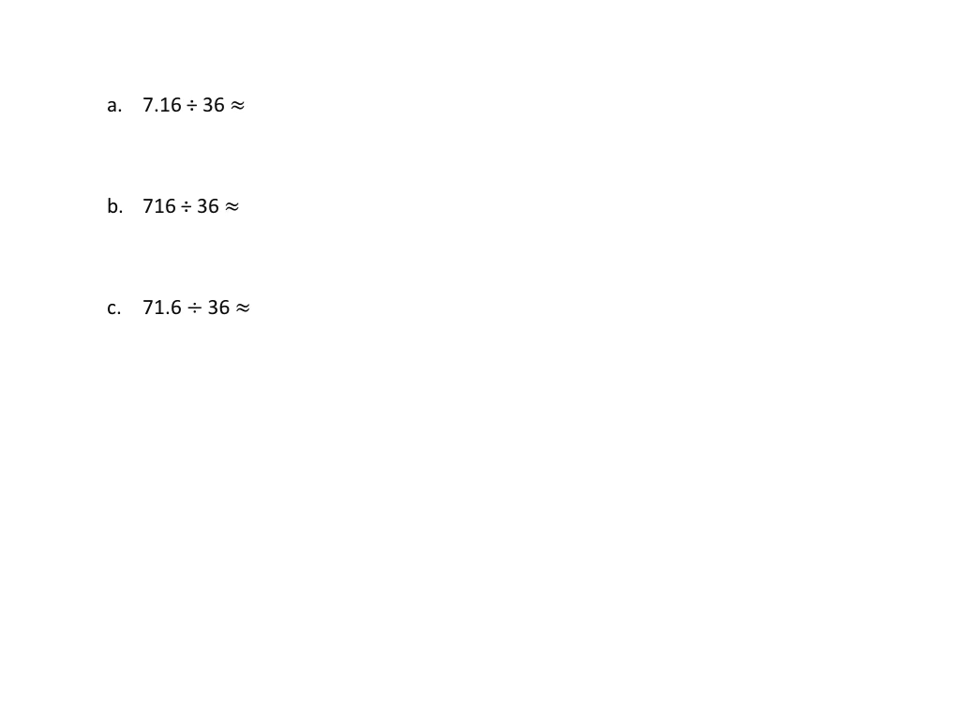 a. 7.16 ÷ 36 ≈
b. 716 ÷ 36 ≈
c. 71.6 ÷ 36 ≈